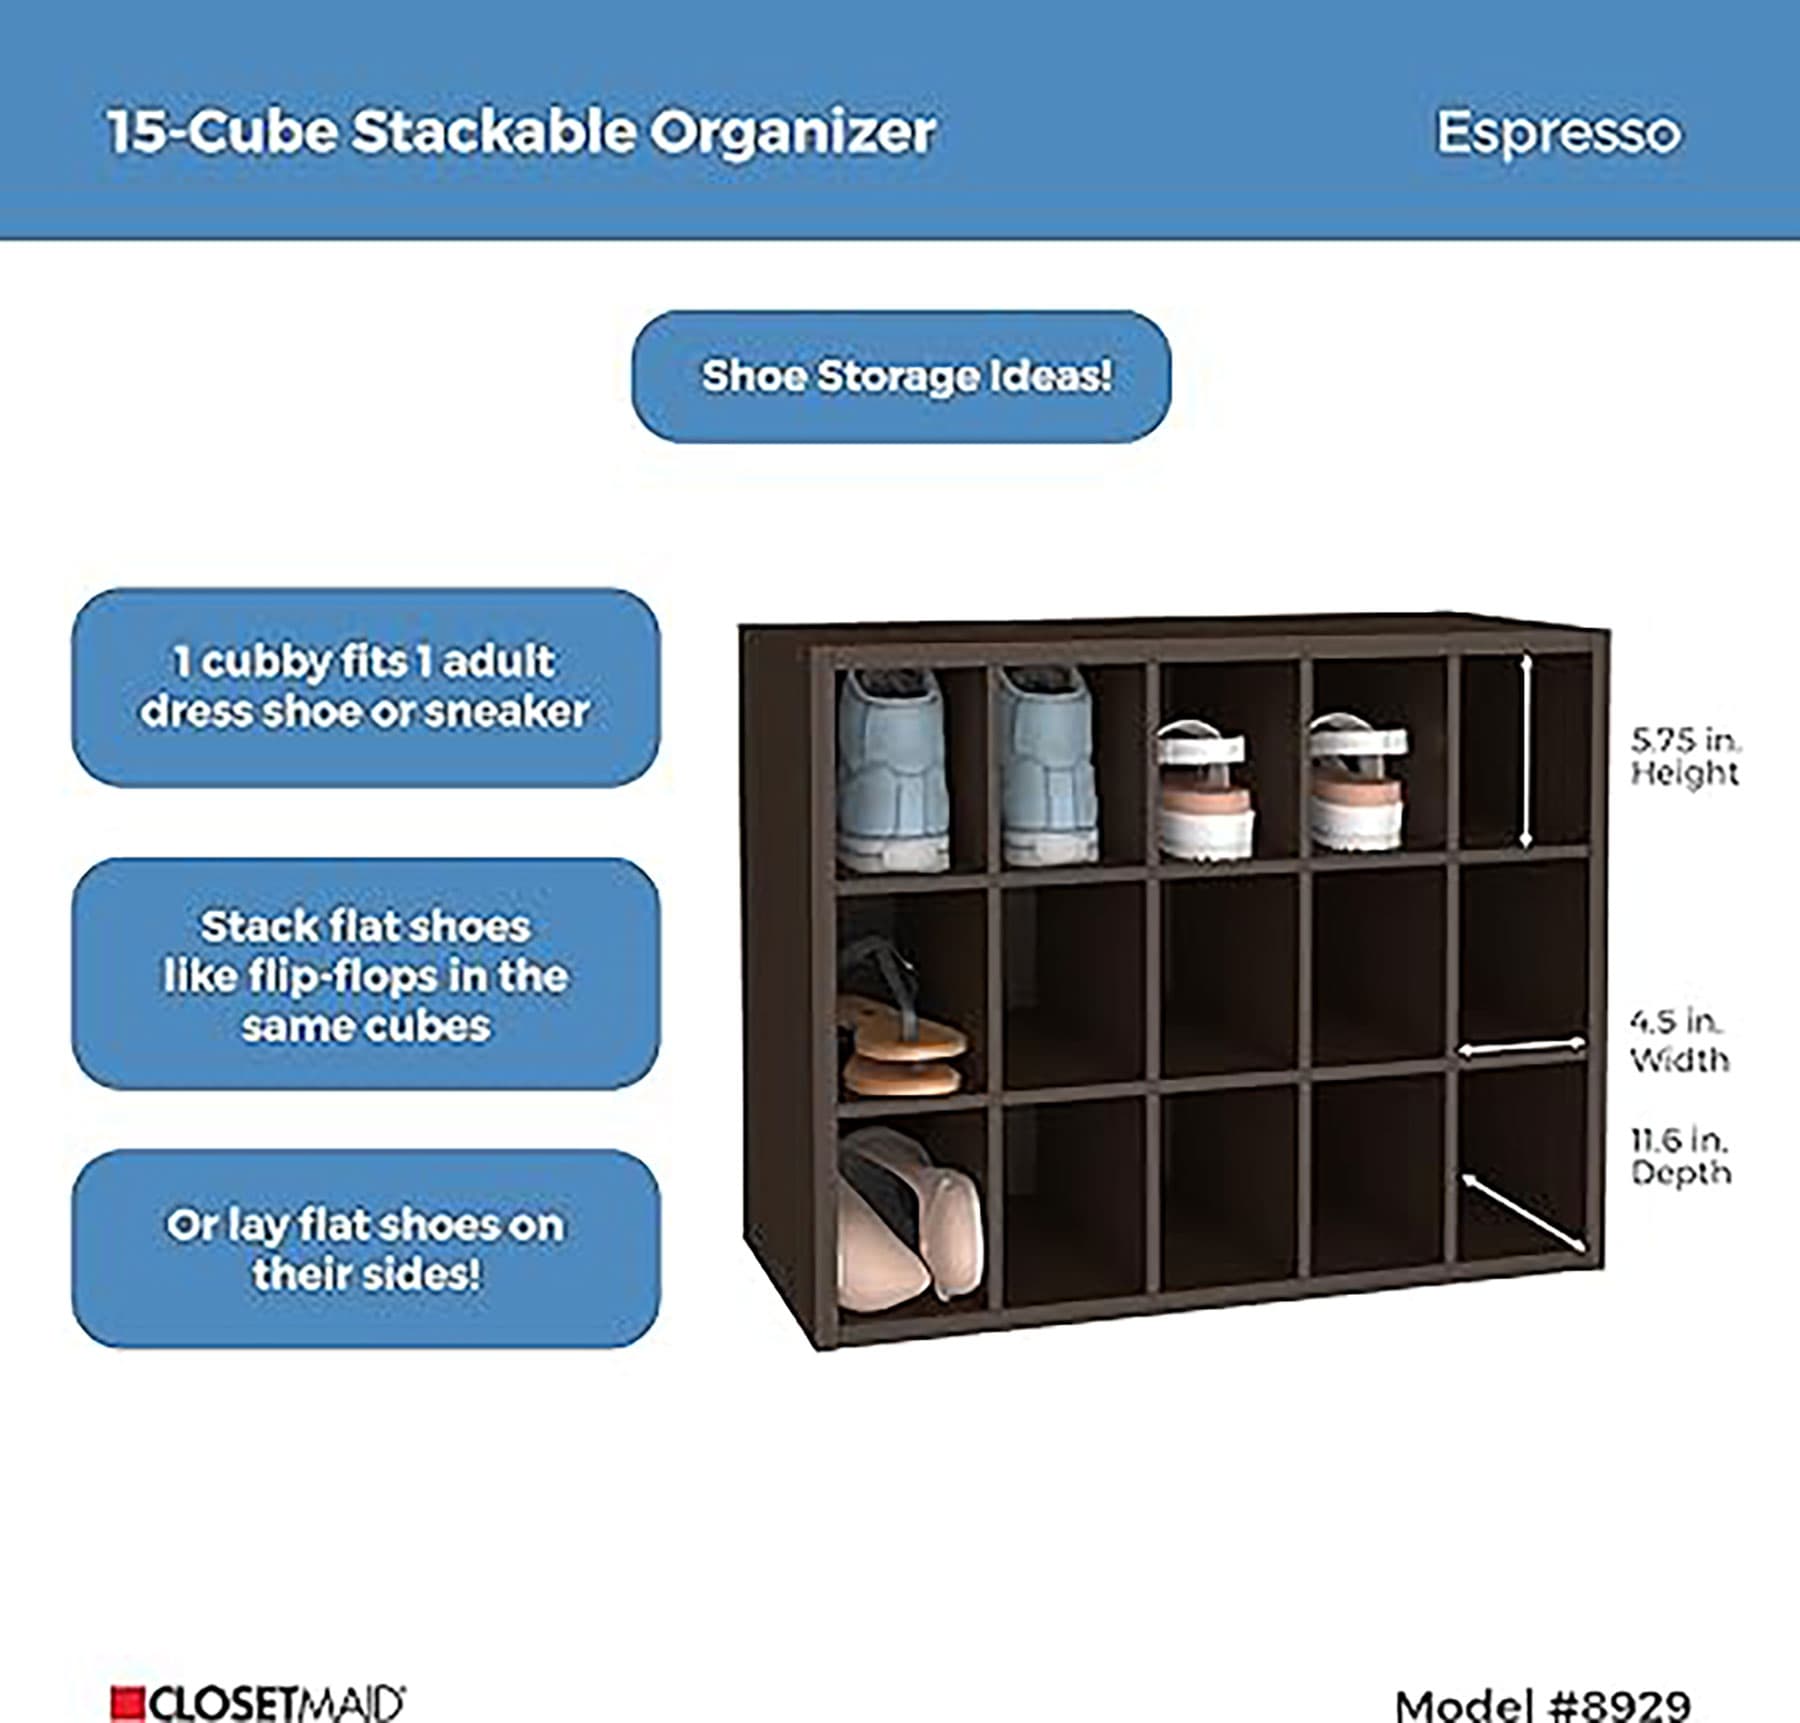 15-Cube Stackable Organizer
Espresso
Shoe Storage Ideas!
1 cubby fits 1 adult
dress shoe or sneaker
Stack flat shoes
like flip-flops in the
same cubes
Or lay flat shoes on
their sides!
5.75 in.
Height
4.5 in.
Width
11.6 in.
Depth
CLOSETMAID
Model #8929